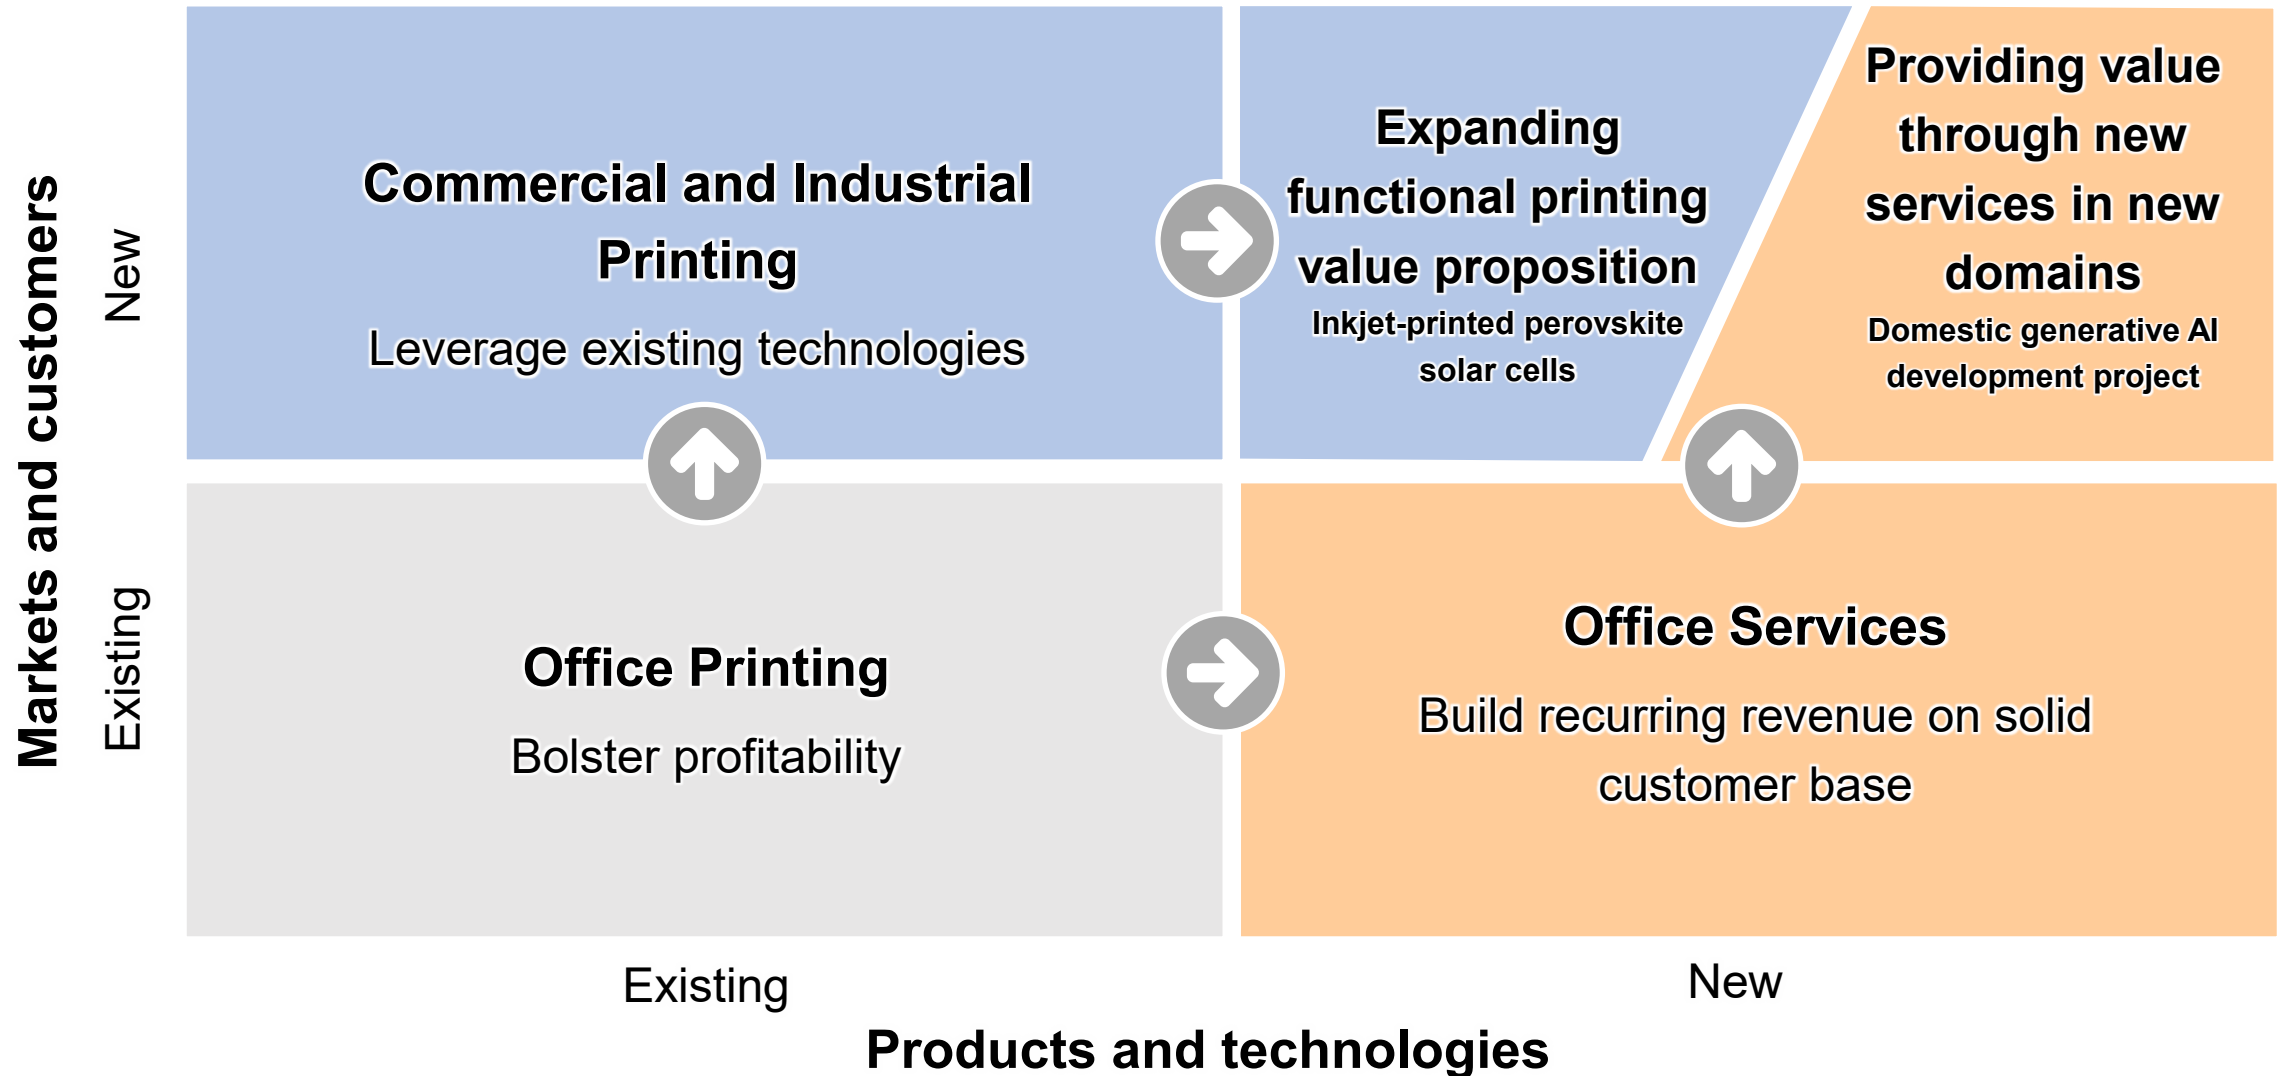 Markets and customers
New
Existing
Commercial and Industrial
Printing
Leverage existing technologies
Expanding
functional printing
value proposition
Inkjet-printed perovskite
solar cells
Providing value
through new
services in new
domains
Domestic generative AI
development project
Office Printing
Bolster profitability
Office Services
Build recurring revenue on solid
customer base
Existing
New
Products and technologies